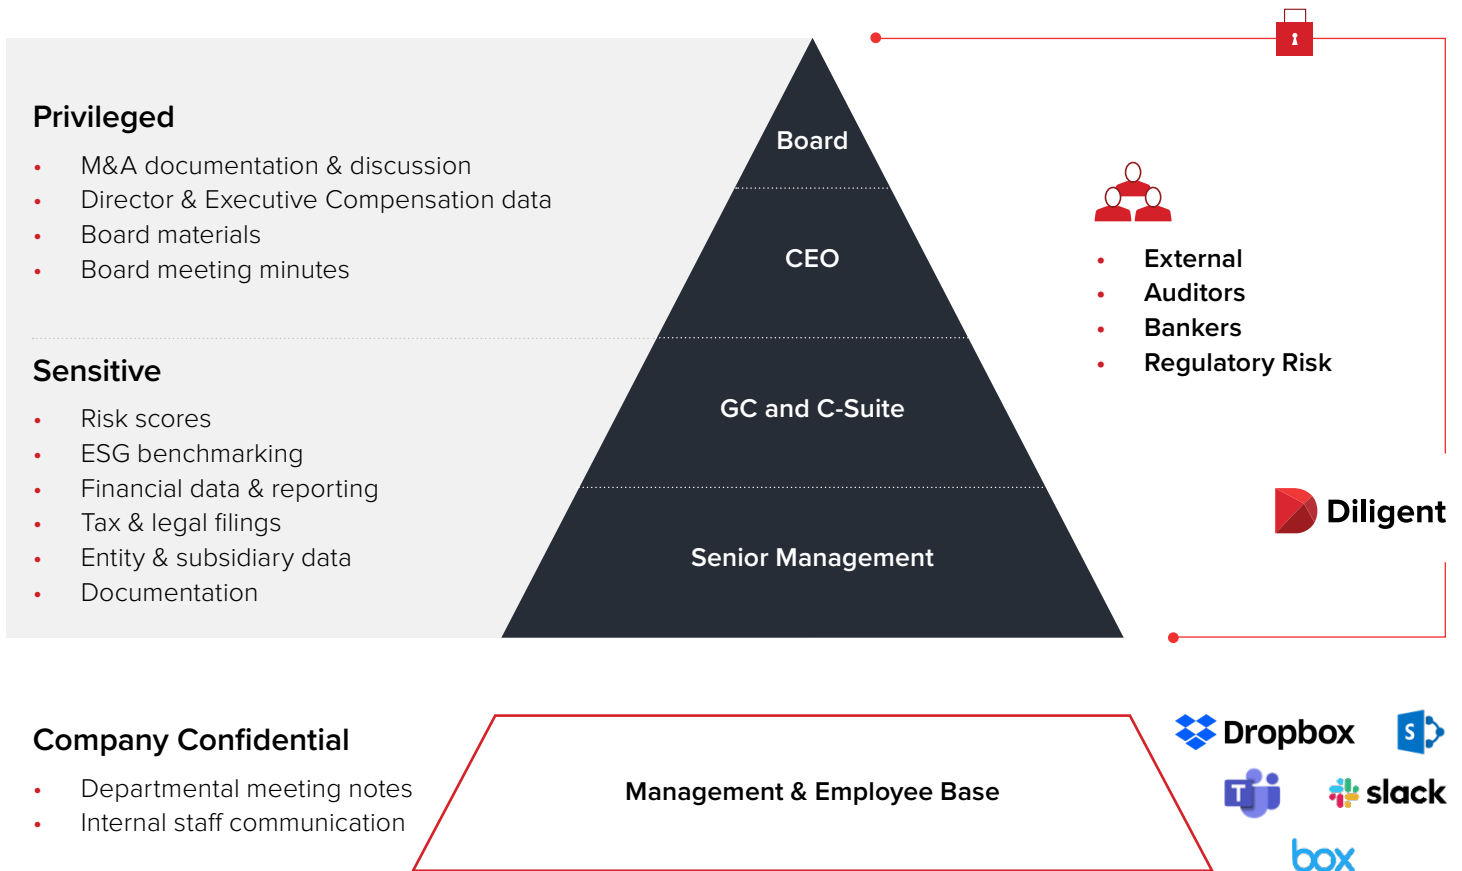 Privileged
• M&A documentation & discussion
• Director & Executive Compensation data
• Board materials
• Board meeting minutes
Sensitive
• Risk scores
• ESG benchmarking
• Financial data & reporting
• Tax & legal filings
• Entity & subsidiary data
• Documentation
Company Confidential
• Departmental meeting notes
• Internal staff communication
Board
CEO
GC and C-Suite
Senior Management
Management & Employee Base
• External
• Auditors
• Bankers
• Regulatory Risk
Diligent
Dropbox
S
T
slack
box